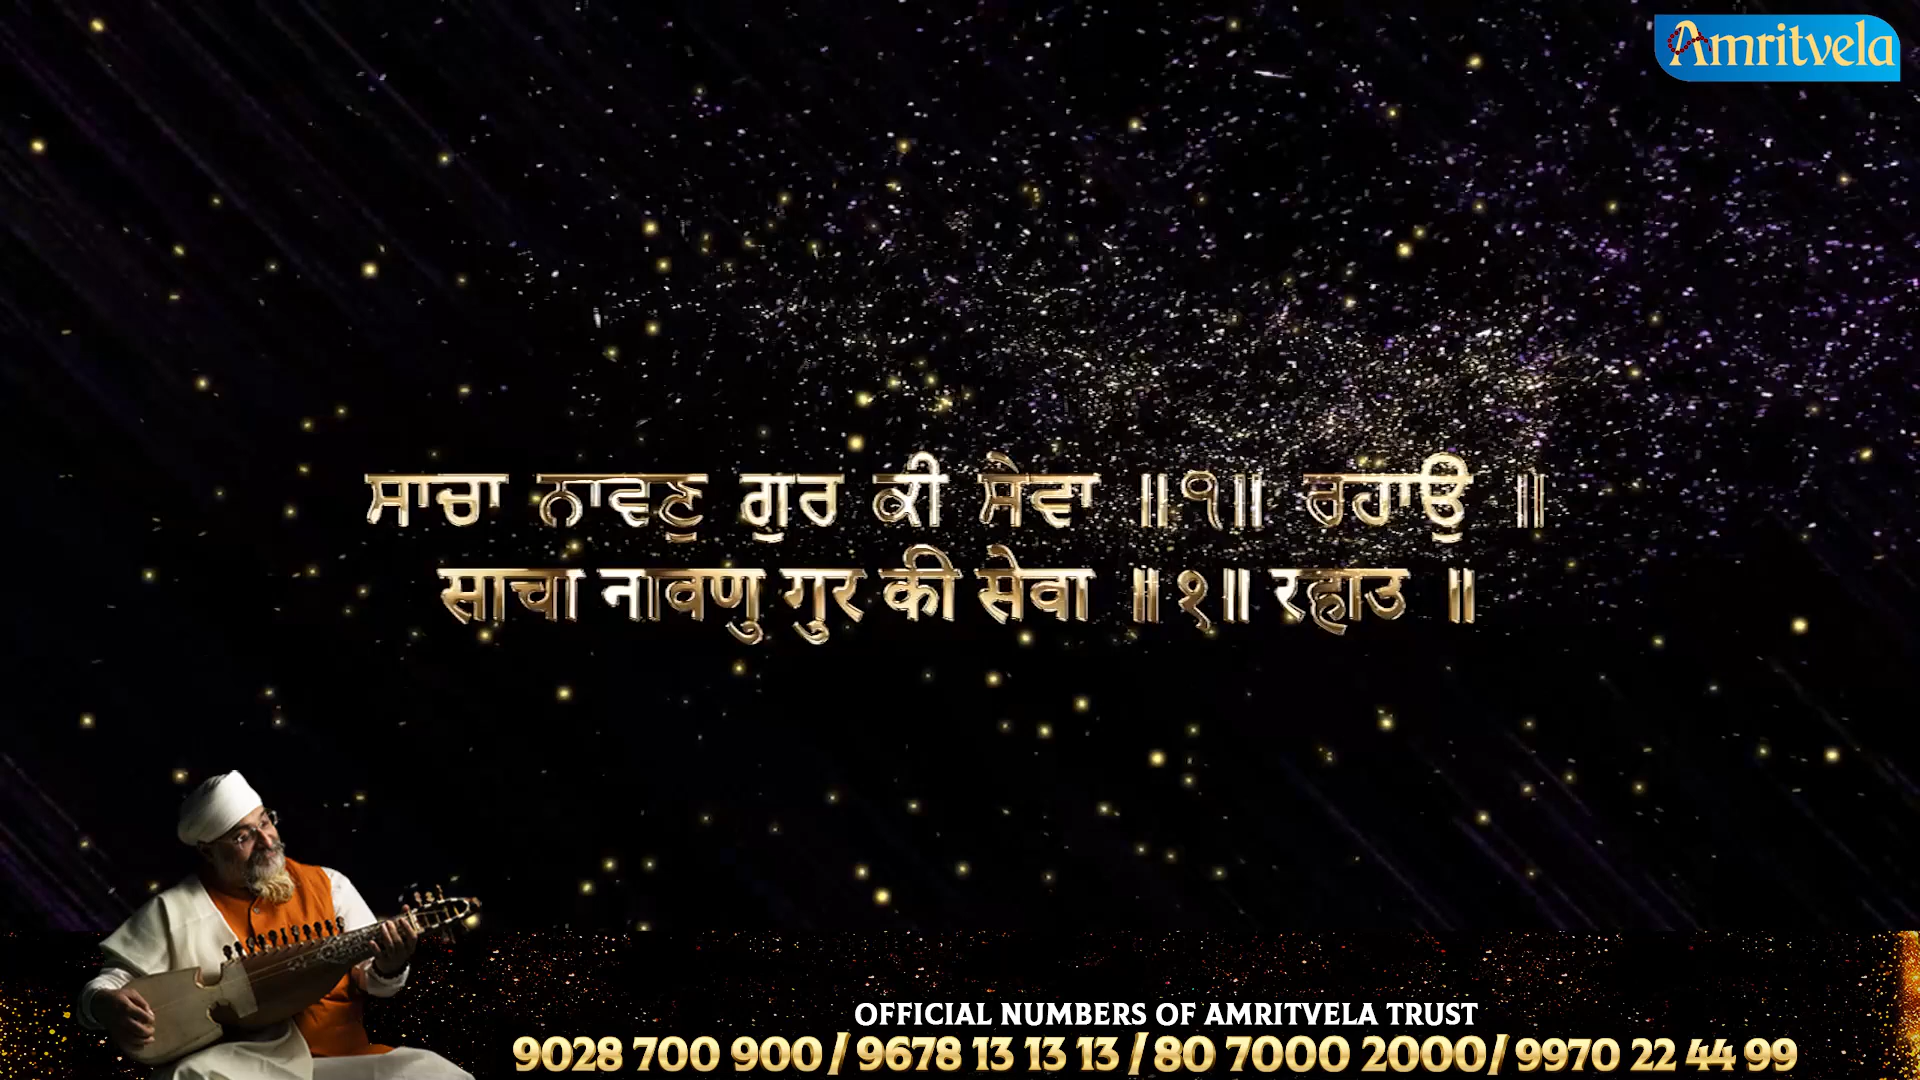 Amritvela
ਸਾਚਾ ਨਾਵਣੁ ਗੁਰ ਕੀ ਸੇਵਾ ॥੧॥ ਰਹਾਉ ॥
साचा नावणु गुर की सेवा ॥१॥ रहाउ ॥
OFFICIAL NUMBERS OF AMRITVELA TRUST
9028 700 900 / 9678 13 13 13 / 80 7000 2000 / 9970 22 44 99